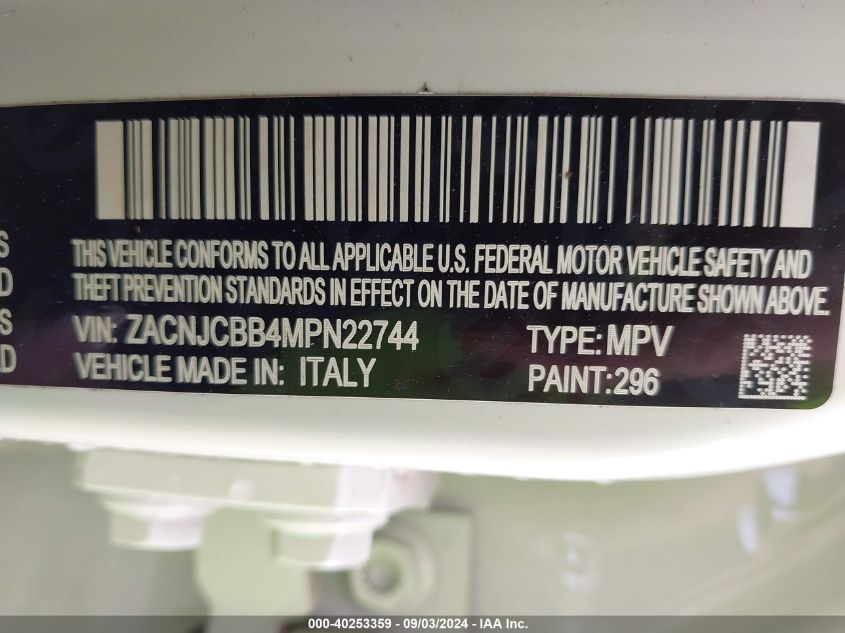 S
THIS VEHICLE CONFORMS TO ALL APPLICABLE U.S. FEDERAL MOTOR VEHICLE SAFETY AND
D
THEFT PREVENTION STANDARDS IN EFFECT ON THE DATE OF MANUFACTURE SHOWN ABOVE.
S
VIN: ZACNJCBB4MPN22744 TYPE: MPV
LD
VEHICLE MADE IN: ITALY PAINT:296
000-40253359 - 09/03/2024 - IAA Inc.